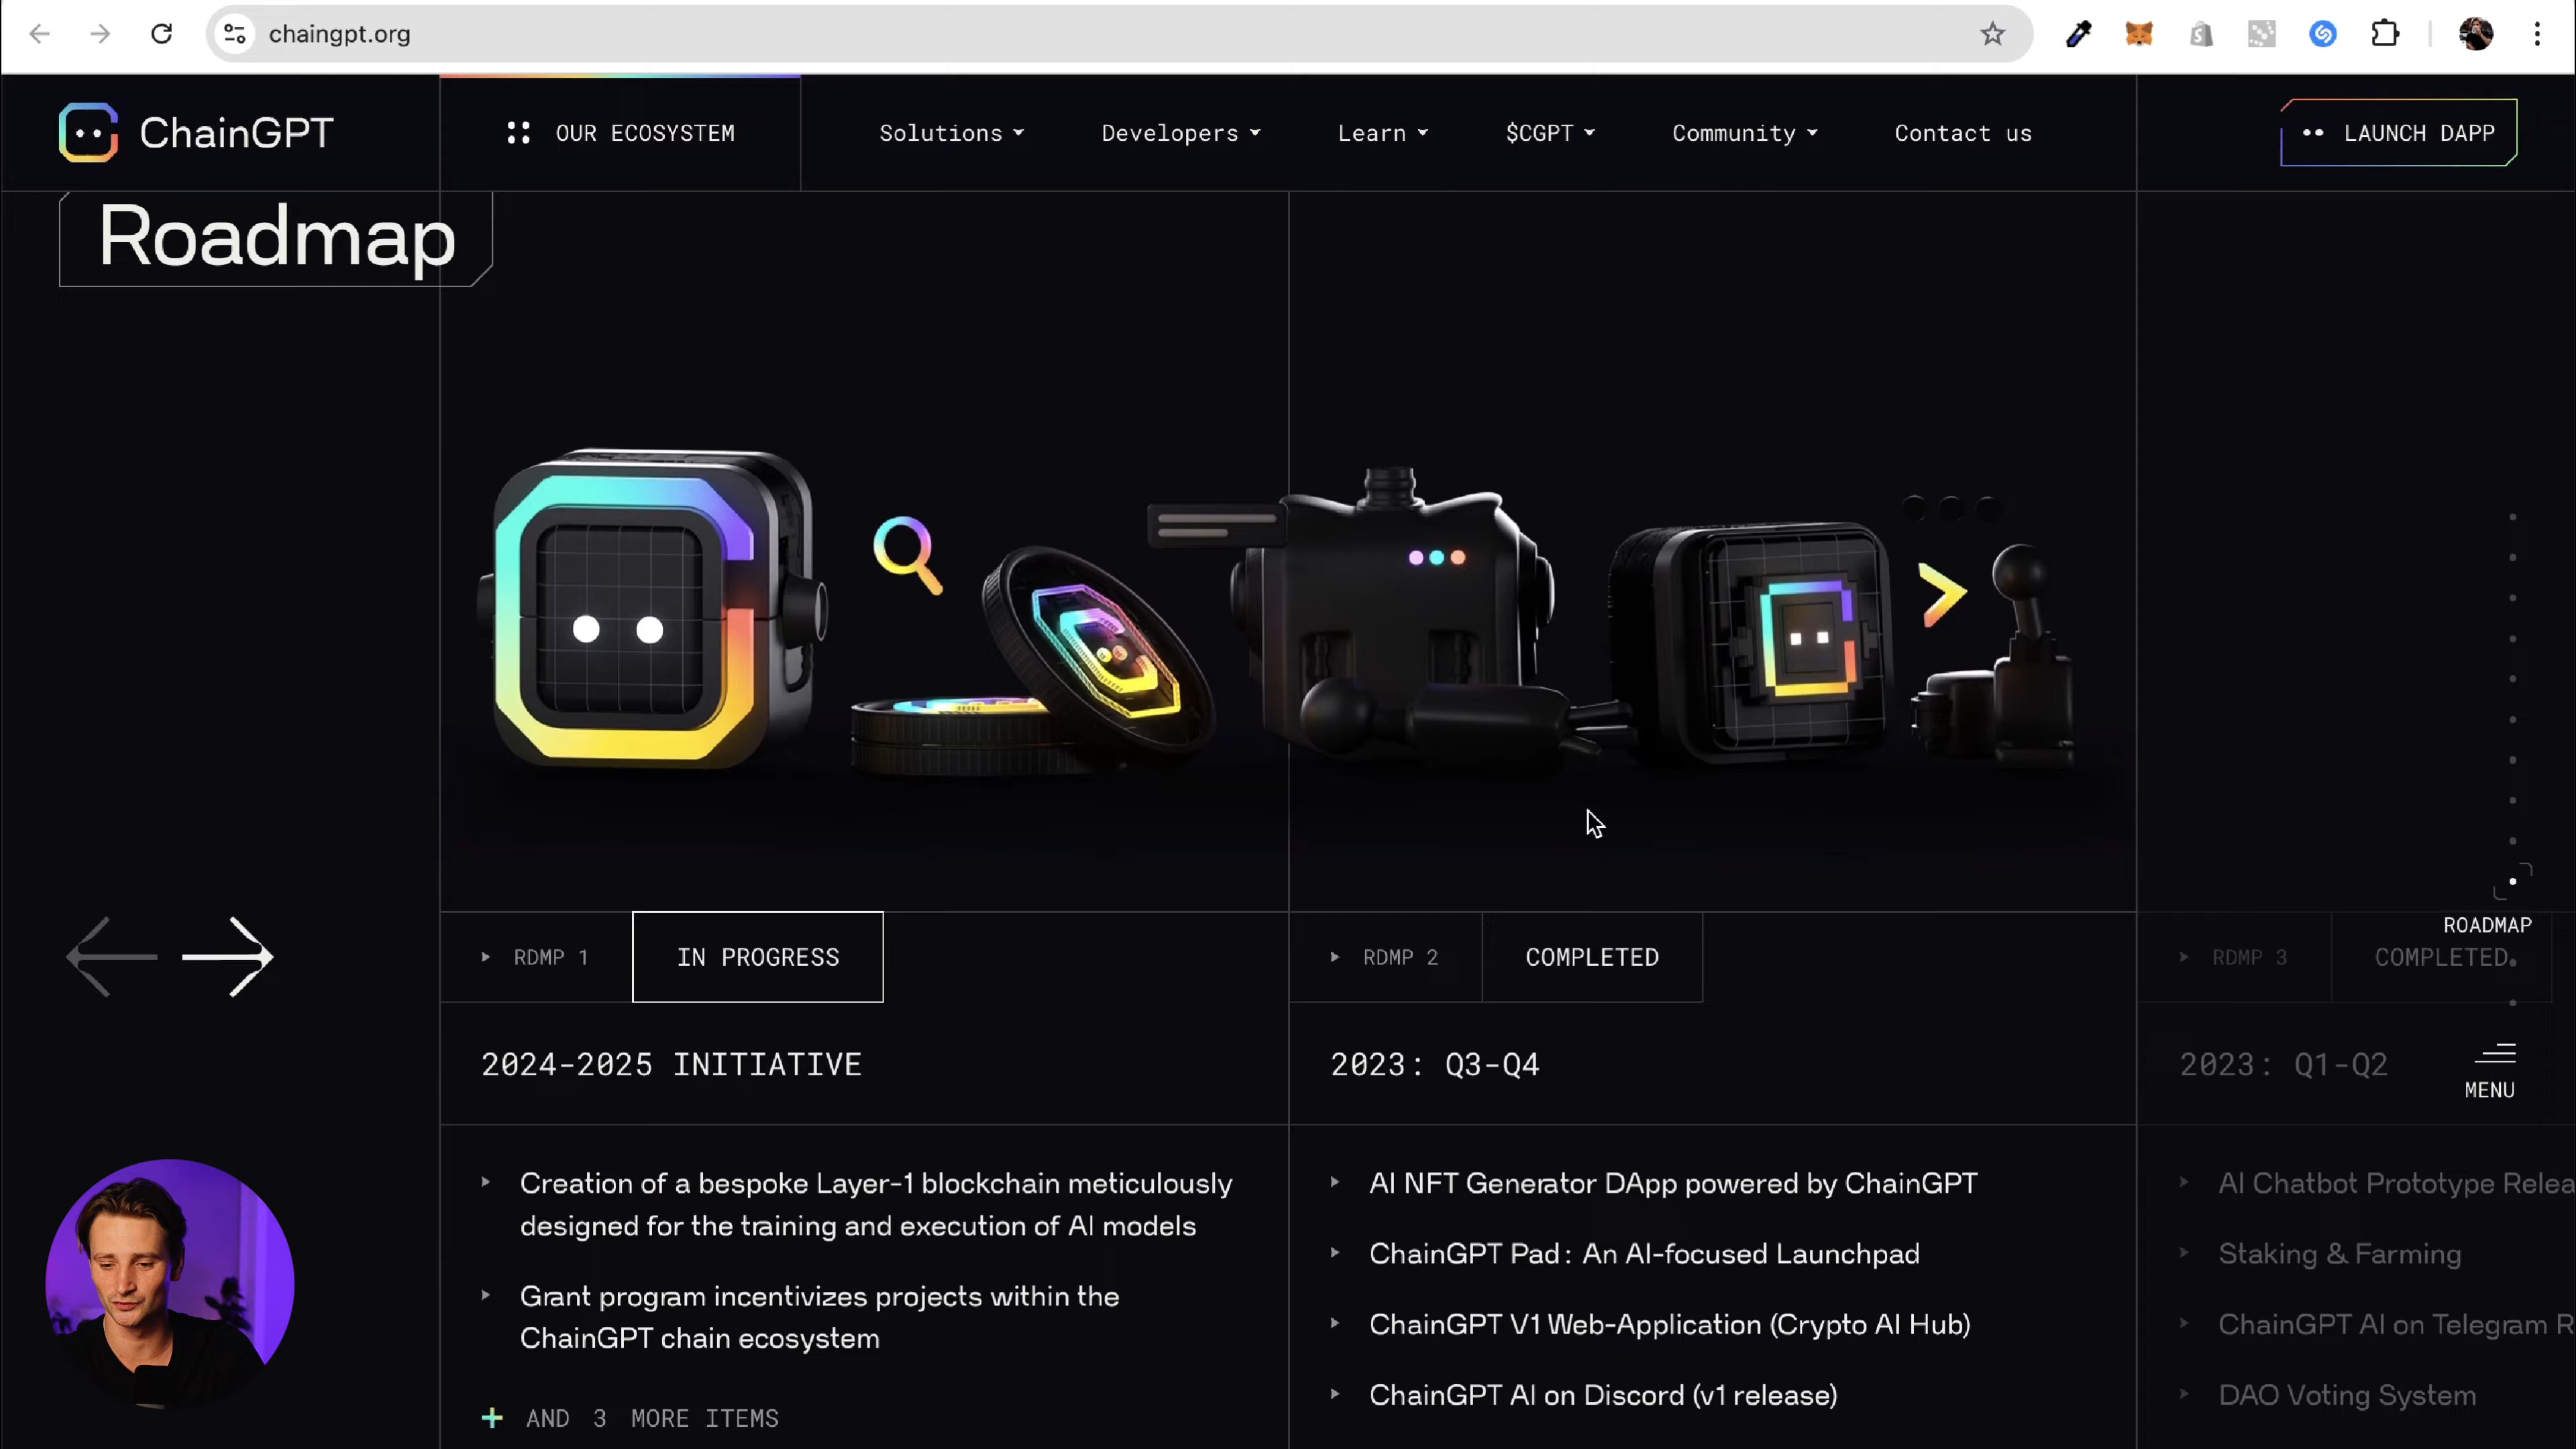 chaingpt.org
ChainGPT
OUR ECOSYSTEM
Solutions
Developers
Learn
$CGPT
Community
Contact us
LAUNCH DAPP
Roadmap
RDMP 1
IN PROGRESS
2024-2025 INITIATIVE
Creation of a bespoke Layer-1 blockchain meticulously
designed for the training and execution of AI models
Grant program incentivizes projects within the
ChainGPT chain ecosystem
AND 3 MORE ITEMS
RDMP 2
COMPLETED
2023: Q3-Q4
AI NFT Generator DApp powered by ChainGPT
ChainGPT Pad: An AI-focused Launchpad
ChainGPT V1 Web-Application (Crypto AI Hub)
ChainGPT AI on Discord (v1 release)
ROADMAP
RDMP 3
COMPLETED
2023: Q1-Q2
MENU
AI Chatbot Prototype Relea
Staking & Farming
ChainGPT AI on Telegram R
DAO Voting System